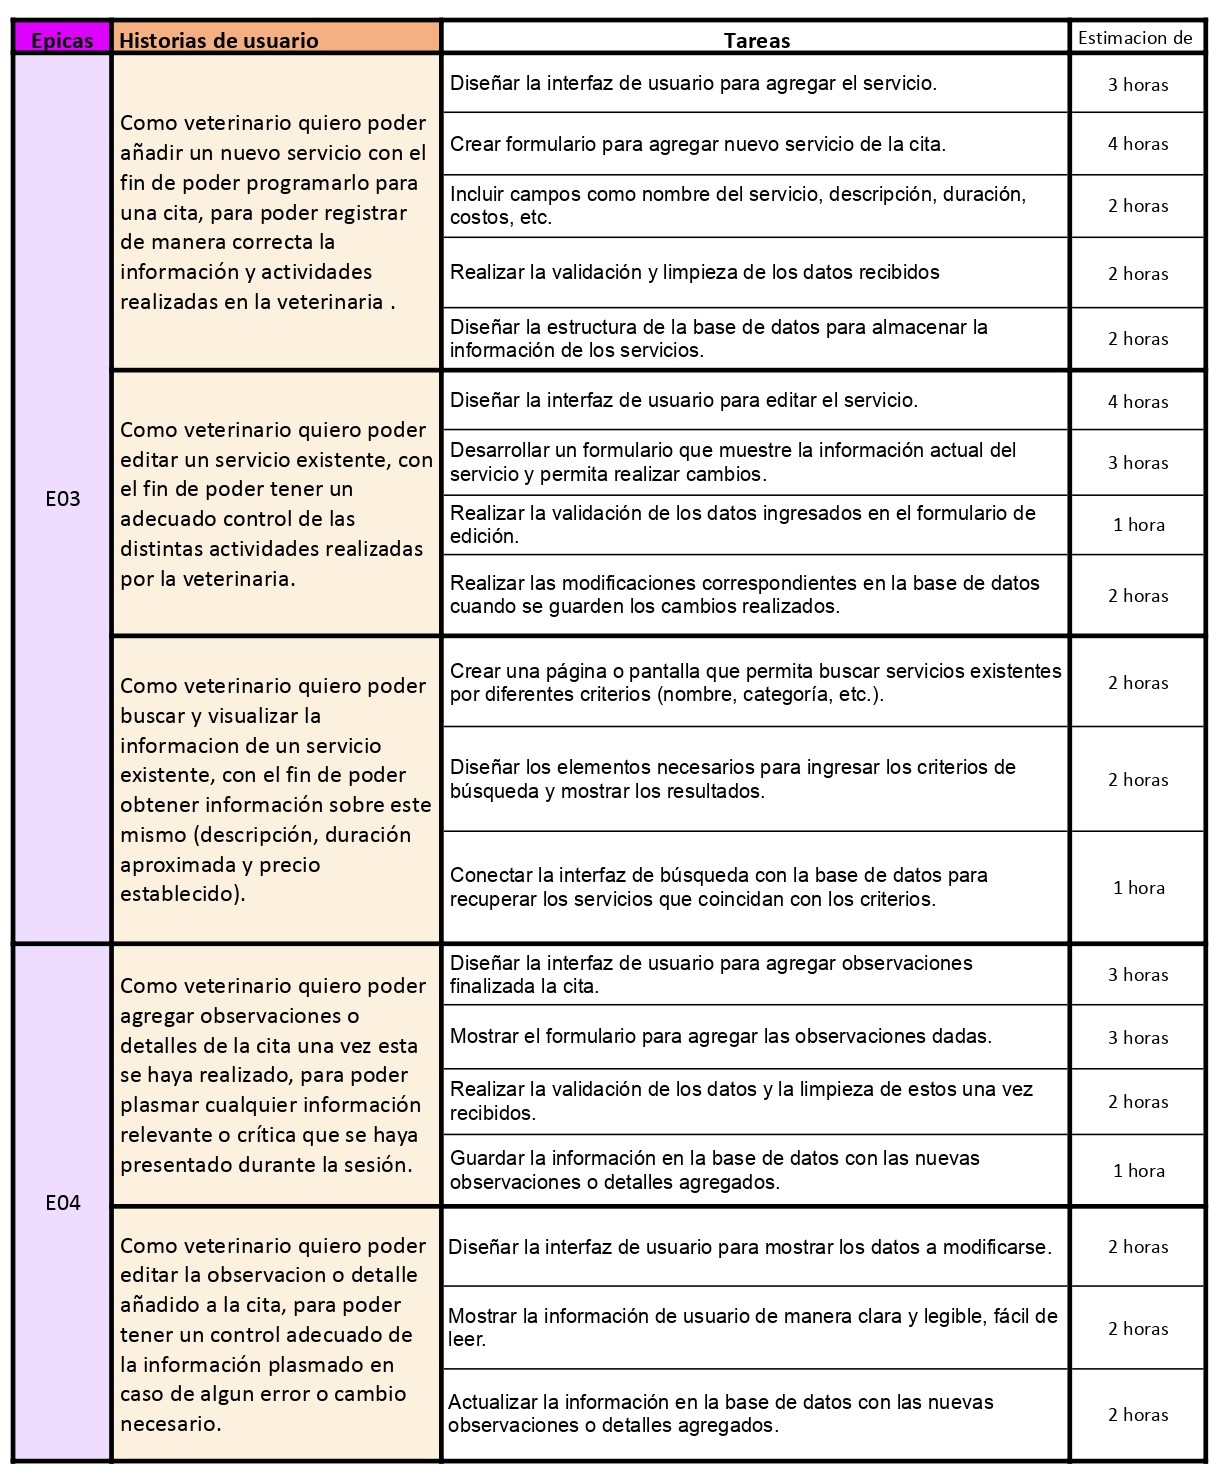 Epicas
Historias de usuario
Tareas
Estimacion de
E03
Como veterinario quiero poder
añadir un nuevo servicio con el
fin de poder programarlo para
una cita, para poder registrar
de manera correcta la
información y actividades
realizadas en la veterinaria .
Diseñar la interfaz de usuario para agregar el servicio.
3 horas
Crear formulario para agregar nuevo servicio de la cita.
4 horas
Incluir campos como nombre del servicio, descripción, duración,
costos, etc.
2 horas
Realizar la validación y limpieza de los datos recibidos
2 horas
Diseñar la estructura de la base de datos para almacenar la
información de los servicios.
2 horas
Como veterinario quiero poder
editar un servicio existente, con
el fin de poder tener un
adecuado control de las
distintas actividades realizadas
por la veterinaria.
Diseñar la interfaz de usuario para editar el servicio.
4 horas
Desarrollar un formulario que muestre la información actual del
servicio y permita realizar cambios.
3 horas
Realizar la validación de los datos ingresados en el formulario de
edición.
1 hora
Realizar las modificaciones correspondientes en la base de datos
cuando se guarden los cambios realizados.
2 horas
Como veterinario quiero poder
buscar y visualizar la
informacion de un servicio
existente, con el fin de poder
obtener información sobre este
mismo (descripción, duración
aproximada y precio
establecido).
Crear una página o pantalla que permita buscar servicios existentes
por diferentes criterios (nombre, categoría, etc.).
2 horas
Diseñar los elementos necesarios para ingresar los criterios de
búsqueda y mostrar los resultados.
2 horas
Conectar la interfaz de búsqueda con la base de datos para
recuperar los servicios que coincidan con los criterios.
1 hora
E04
Como veterinario quiero poder
agregar observaciones o
detalles de la cita una vez esta
se haya realizado, para poder
plasmar cualquier información
relevante o crítica que se haya
presentado durante la sesión.
Diseñar la interfaz de usuario para agregar observaciones
finalizada la cita.
3 horas
Mostrar el formulario para agregar las observaciones dadas.
3 horas
Realizar la validación de los datos y la limpieza de estos una vez
recibidos.
2 horas
Guardar la información en la base de datos con las nuevas
observaciones o detalles agregados.
1 hora
Como veterinario quiero poder
editar la observacion o detalle
añadido a la cita, para poder
tener un control adecuado de
la información plasmado en
caso de algun error o cambio
necesario.
Diseñar la interfaz de usuario para mostrar los datos a modificarse.
2 horas
Mostrar la información de usuario de manera clara y legible, fácil de
leer.
2 horas
Actualizar la información en la base de datos con las nuevas
observaciones o detalles agregados.
2 horas